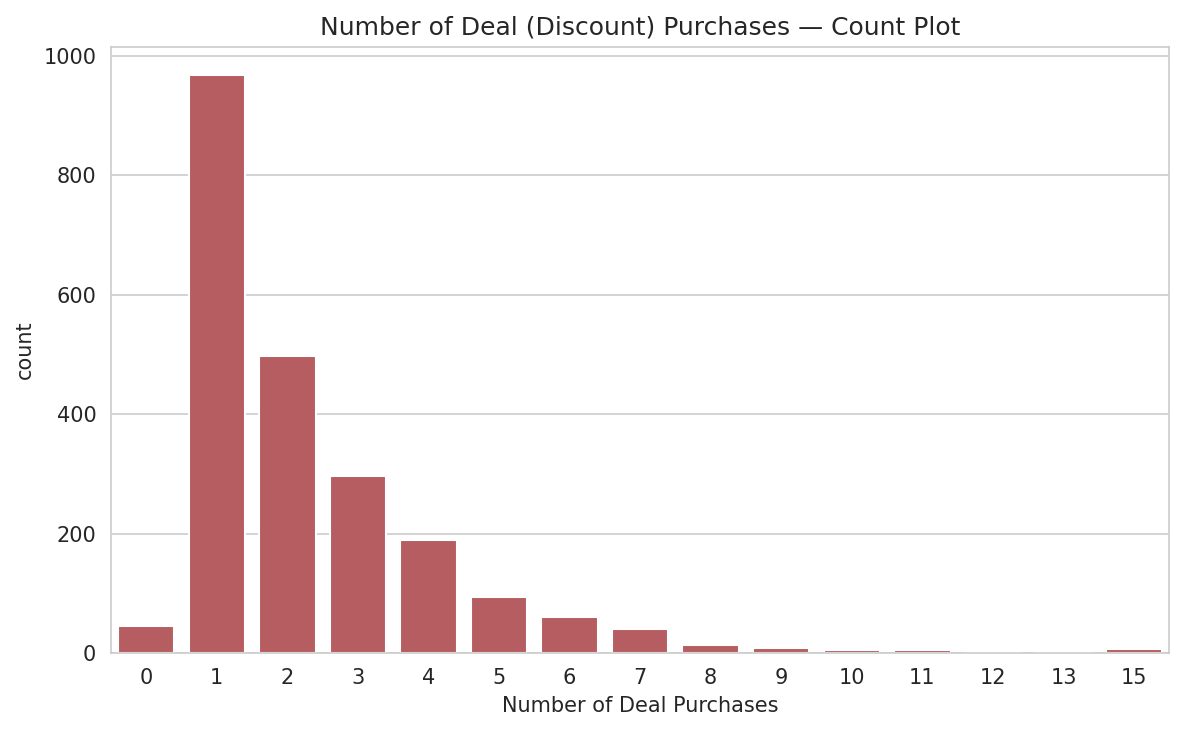 Number of Deal (Discount) Purchases — Count Plot
1000
800
600
400
200
0
count
0 1 2 3 4 5 6 7 8 9 10 11 12 13 15
Number of Deal Purchases